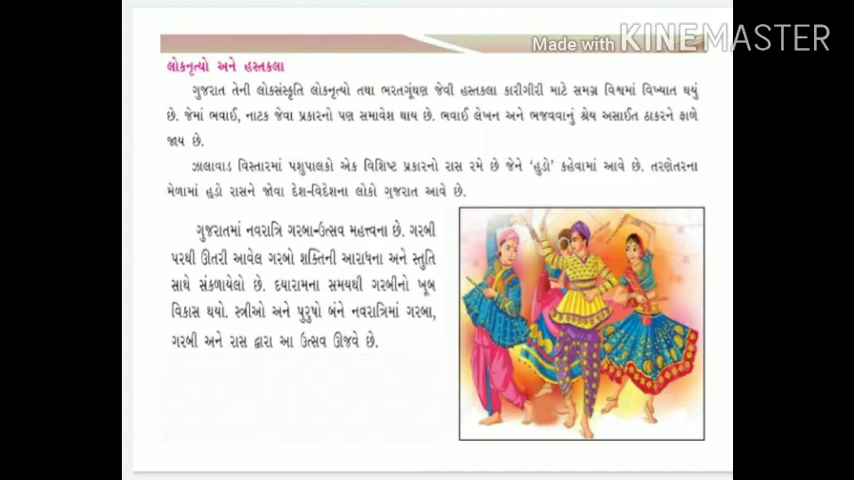 Made with KINEMASTER
લોકનૃત્યો અને હસ્તકલા
ગુજરાત તેની લોકસંસ્કૃતિ લોકનૃત્યો તથા ભરતગૂંથણ જેવી હસ્તકલા કારીગીરી માટે સમગ્ર વિશ્વમાં વિખ્યાત થયું
છે. જેમાં ભવાઈ, નાટક જેવા પ્રકારનો પણ સમાવેશ થાય છે. ભવાઈ લેખન અને ભજવવાનું શ્રેય અસાઈત ઠાકરને ફાળે
જાય છે.
ઝાલાવાડ વિસ્તારમાં પશુપાલકો એક વિશિષ્ટ પ્રકારનો રાસ રમે છે જેને ‘હુડો’ કહેવામાં આવે છે. તરણેતરના
મેળામાં હુડો રાસને જોવા દેશ-વિદેશના લોકો ગુજરાત આવે છે.
ગુજરાતમાં નવરાત્રિ ગરબા-ઉત્સવ મહત્ત્વના છે. ગરબી
પરથી ઊતરી આવેલ ગરબો શક્તિની આરાધના અને સ્તુતિ
સાથે સંકળાયેલો છે. દયારામના સમયથી ગરબીનો ખૂબ
વિકાસ થયો. સ્ત્રીઓ અને પુરુષો બંને નવરાત્રિમાં ગરબા,
ગરબી અને રાસ દ્વારા આ ઉત્સવ ઊજવે છે.